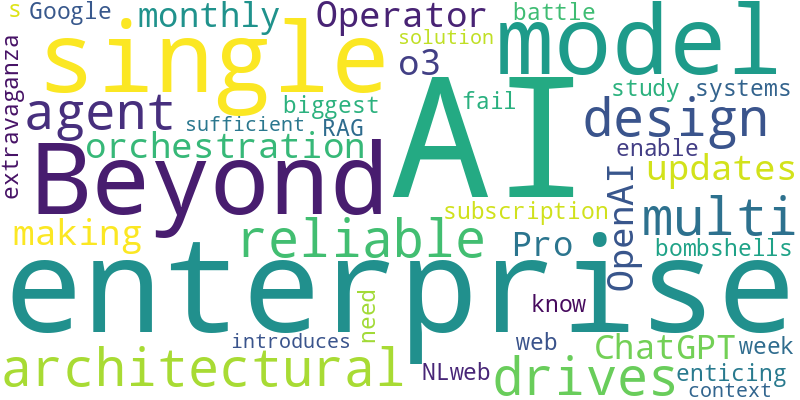 s Google monthly Operator battle
single solution model
extravaganza o3
agent biggest AI fail study systems
sufficient RAG design
orchestration enable
Beyond updates
OpenAI
subscription multi
making reliable Pro bombshells
enterprise
need know
introduces web ChatGPT week
architectural NLweb drives enticing
context